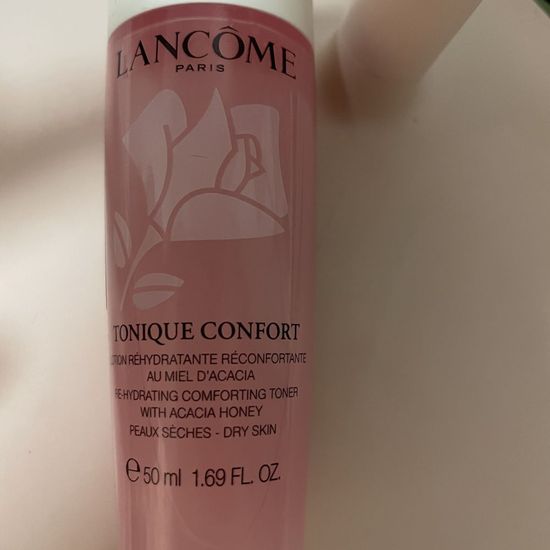 LANCÔME
PARIS
TONIQUE CONFORT
LOTION RÉHYDRATANTE RÉCONFORTANTE
AU MIEL D'ACACIA
RE-HYDRATING COMFORTING TONER
WITH ACACIA HONEY
PEAUX SÈCHES - DRY SKIN
e 50 ml 1.69 FL. OZ.